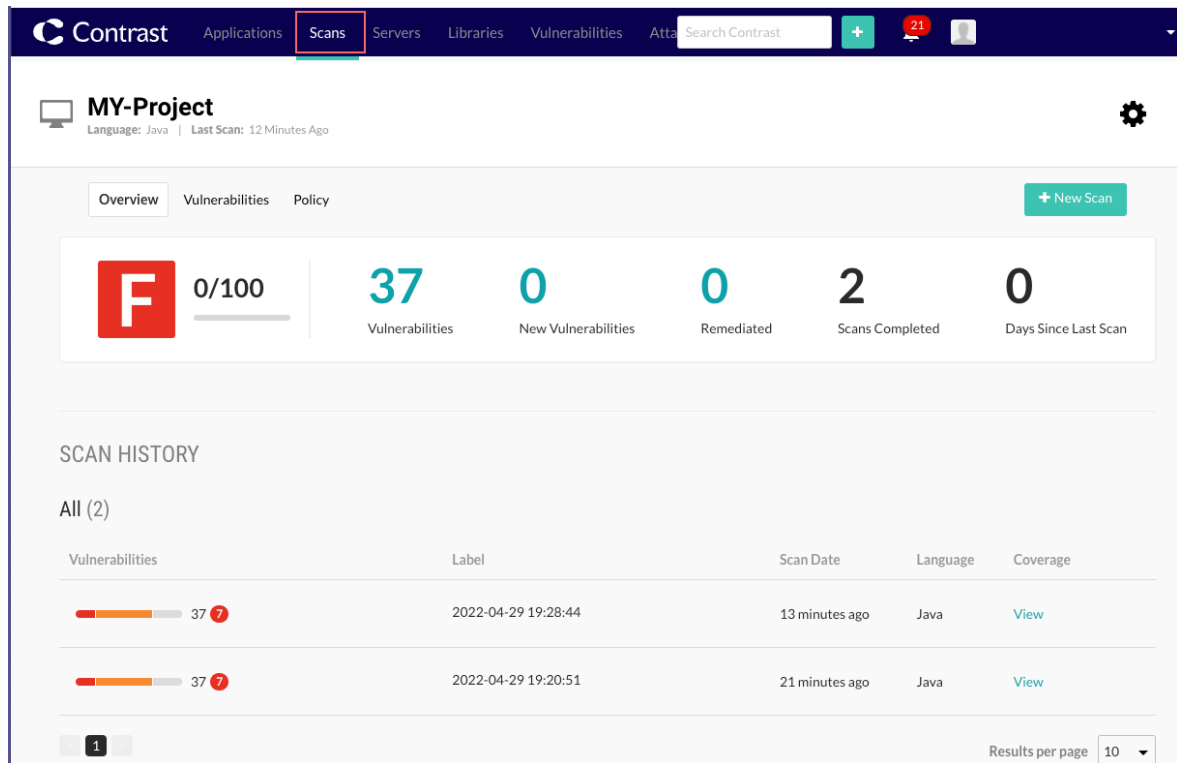 Contrast Applications Scans Servers Libraries Vulnerabilities Atta Search Contrast + 21
MY-Project
Language: Java | Last Scan: 12 Minutes Ago
Overview Vulnerabilities Policy + New Scan
F 0/100 37 0 0 2 0
Vulnerabilities New Vulnerabilities Remediated Scans Completed Days Since Last Scan
SCAN HISTORY
All (2)
Vulnerabilities Label Scan Date Language Coverage
37 7 2022-04-29 19:28:44 13 minutes ago Java View
37 7 2022-04-29 19:20:51 21 minutes ago Java View
1 Results per page 10